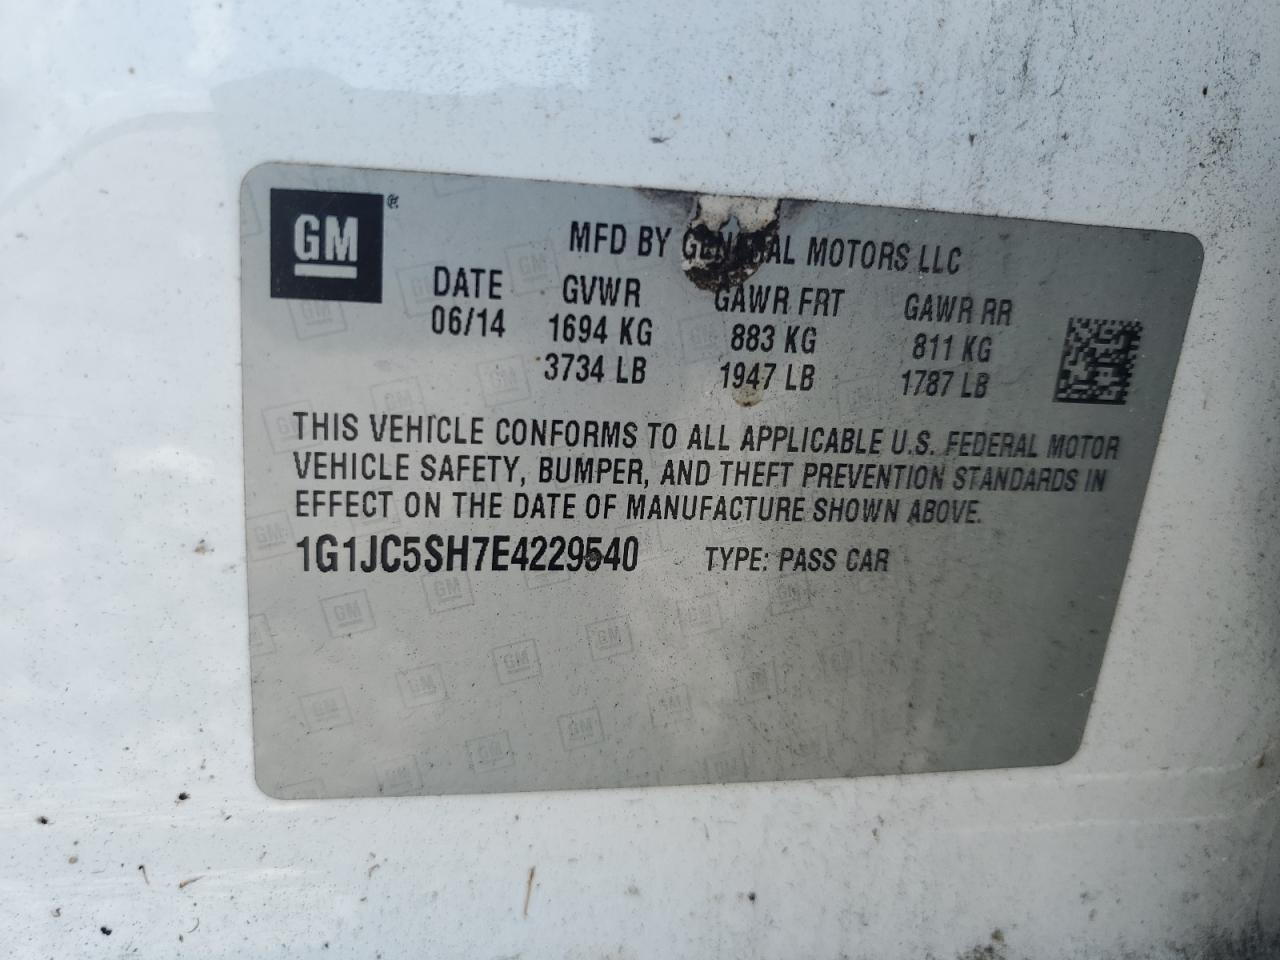 GM®
MFD BY GENERAL MOTORS LLC
DATE GVWR GAWR FRT GAWR RR
06/14 1694 KG 883 KG 811 KG
3734 LB 1947 LB 1787 LB
THIS VEHICLE CONFORMS TO ALL APPLICABLE U.S. FEDERAL MOTOR
VEHICLE SAFETY, BUMPER, AND THEFT PREVENTION STANDARDS IN
EFFECT ON THE DATE OF MANUFACTURE SHOWN ABOVE.
1G1JC5SH7E4229540 TYPE: PASS CAR